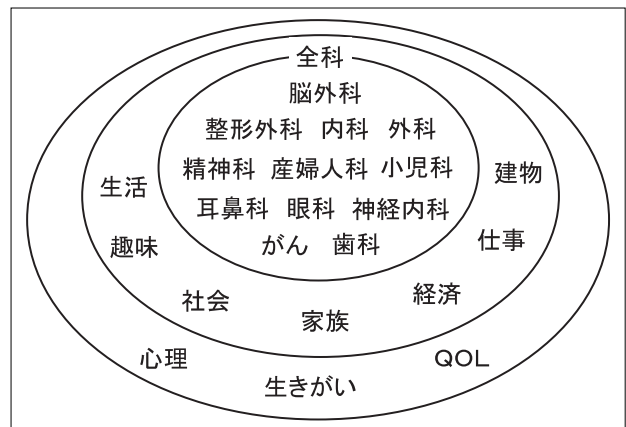 全科
脳外科
整形外科 内科 外科
精神科 産婦人科 小児科
耳鼻科 眼科 神経内科
がん 歯科
生活
建物
趣味
仕事
社会
家族
経済
心理
生きがい
QOL